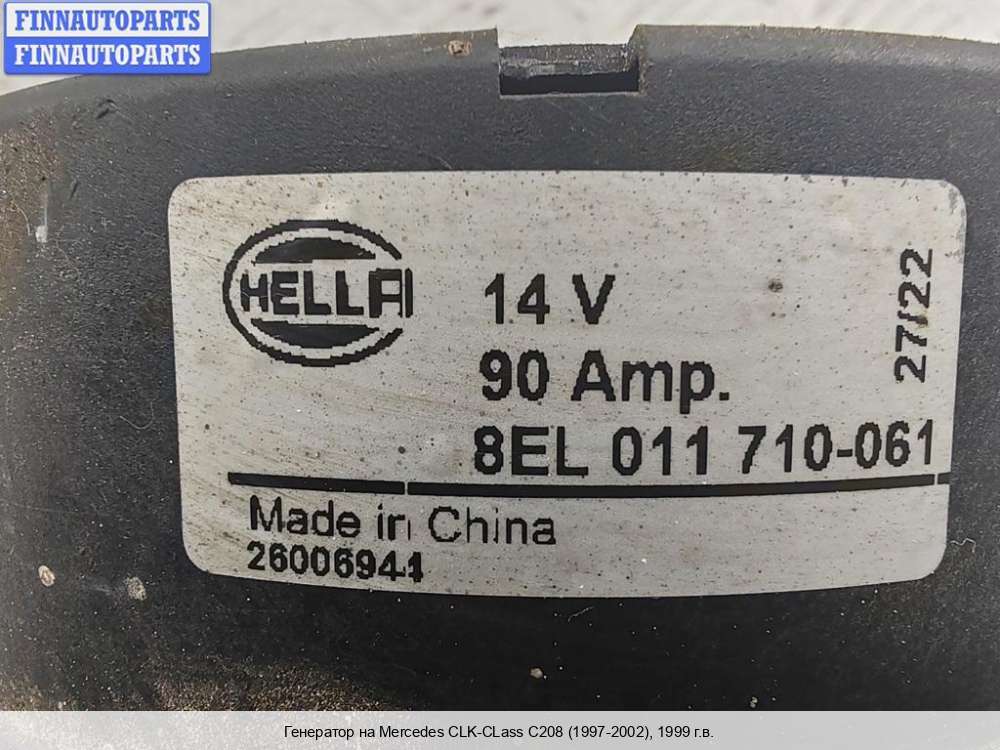 FINNAUTOPARTS
FINNAUTOPARTS
HELLA
14 V
90 Amp.
27/22
8EL 011 710-061
Made in China
26006944
Генератор на Mercedes CLK-CLass C208 (1997-2002), 1999 г.в.